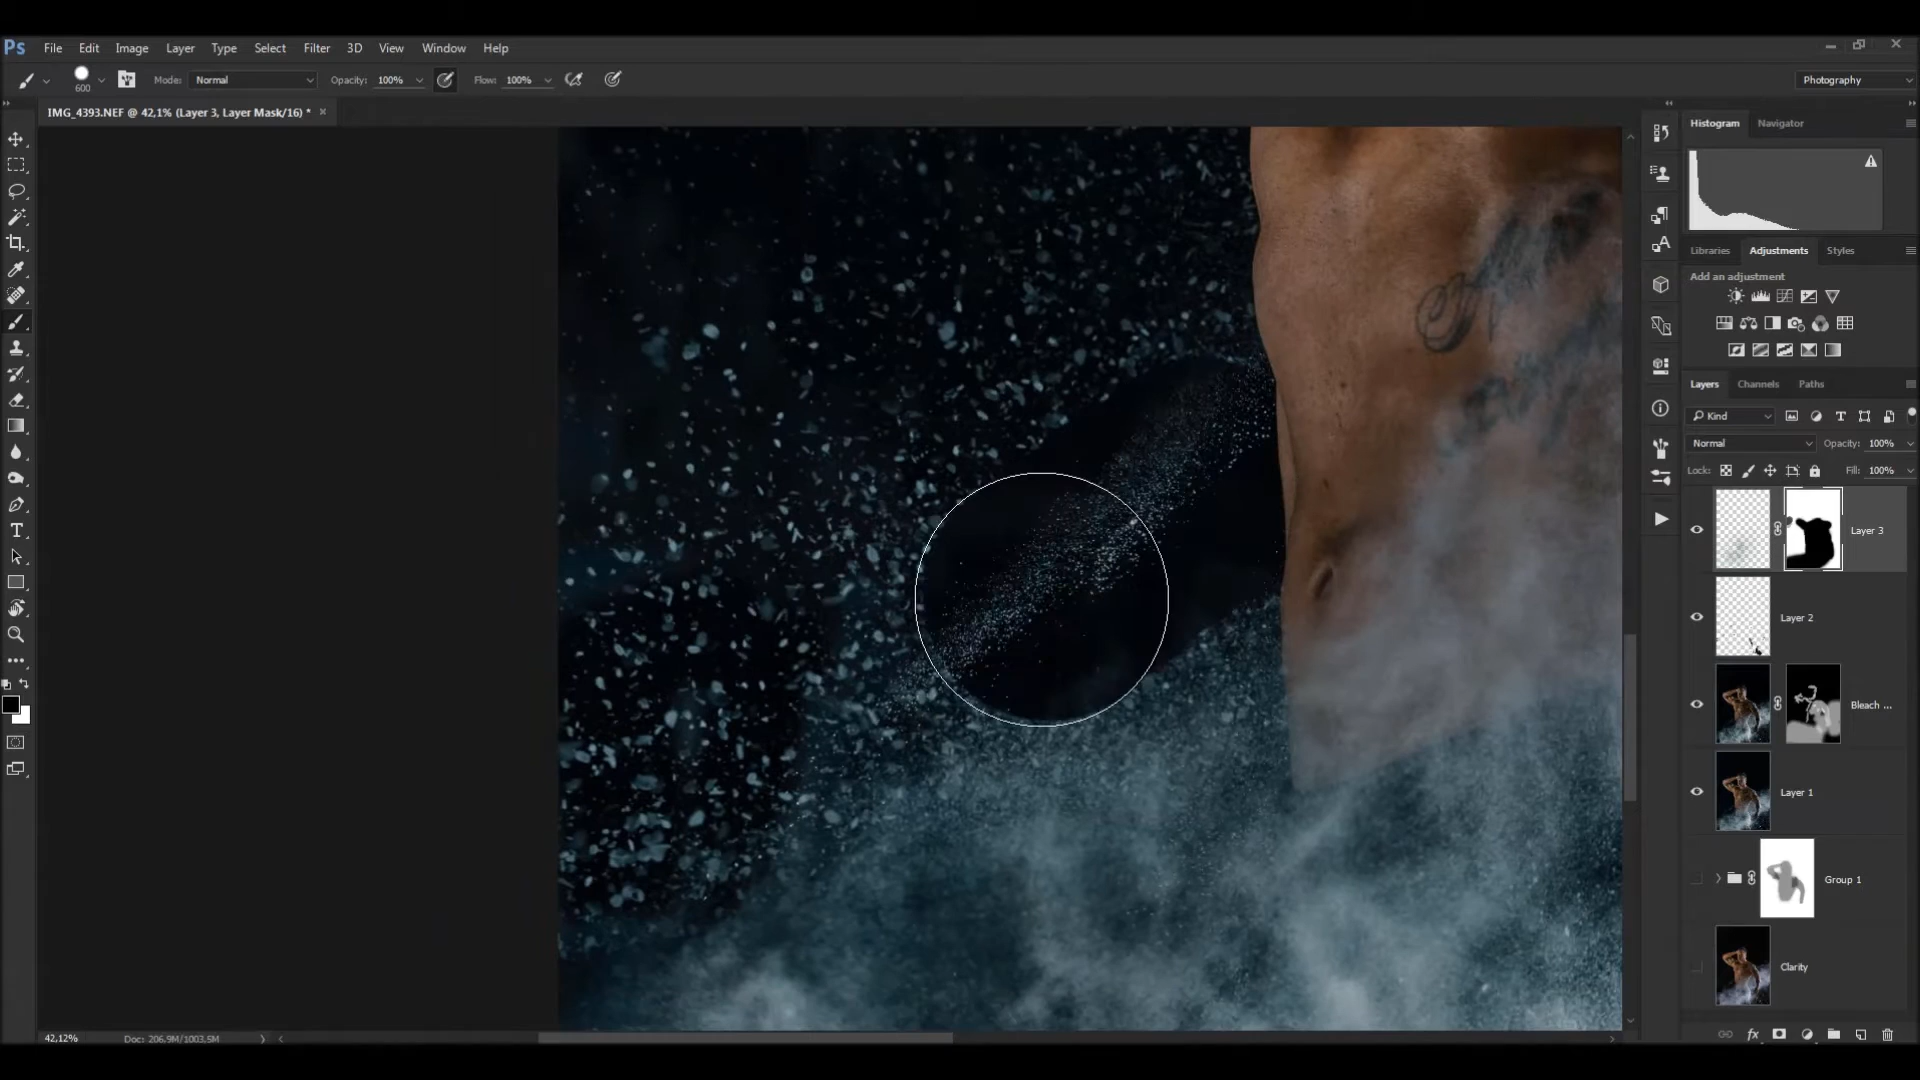 Ps File Edit Image Layer Type Select Filter 3D View Window Help
600 Mode: Normal Opacity: 100% Flow: 100% Photography
IMG_4393.NEF @ 42,1% (Layer 3, Layer Mask/16) * ×
Histogram Navigator
Libraries Adjustments Styles
Add an adjustment
Layers Channels Paths
Kind
Normal Opacity: 100%
Lock: Fill: 100%
Layer 3
Layer 2
Bleach ...
Layer 1
Group 1
Clarity
42,12% Doc: 206,9M/1003,5M